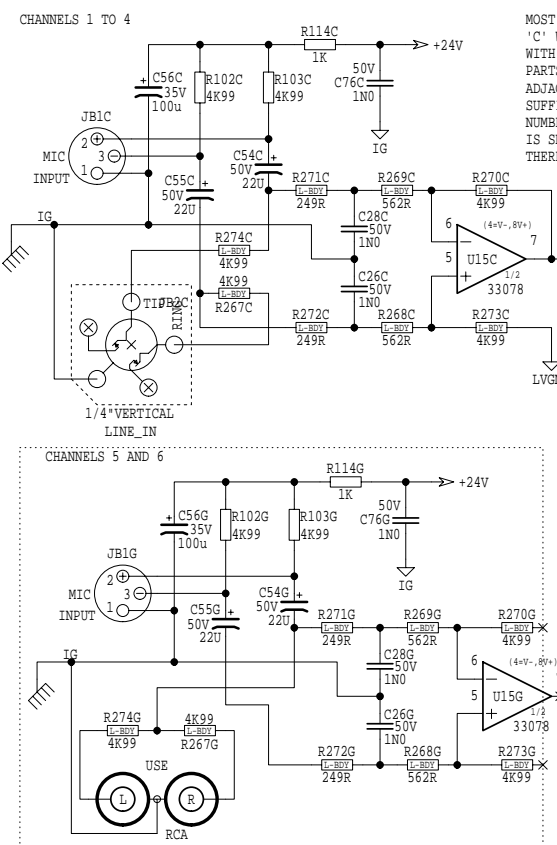 CHANNELS 1 TO 4
MOST
'C'
WITH
PARTS
ADJA
SUFF
NUMB
IS S
THER
R114C
1K
+24V
50V
C76C
1N0
IG
+ C56C
35V
100u
R102C
4K99
R103C
4K99
JB1C
MIC
INPUT
2 +
3 -
1
C54C
50V +
22U
C55C
50V +
22U
R271C
L-BDY
249R
R269C
L-BDY
562R
R270C
L-BDY
4K99
IG
C28C
50V
1N0
6
(4=V-,8V+)
7
5
U15C
1/2
33078
R274C
L-BDY
4K99
4K99
L-BDY
R267C
C26C
50V
1N0
TIP
JB2C
RING
R272C
L-BDY
249R
R268C
L-BDY
562R
R273C
L-BDY
4K99
1/4"VERTICAL
LINE_IN
CHANNELS 5 AND 6
R114G
1K
+24V
50V
C76G
1N0
IG
+ C56G
35V
100u
R102G
4K99
R103G
4K99
JB1G
MIC
INPUT
2 +
3 -
1
C54G
50V +
22U
C55G
50V +
22U
R271G
L-BDY
249R
R269G
L-BDY
562R
R270G
L-BDY
4K99
IG
C28G
50V
1N0
6
(4=V-,8V+)
5
U15G
1/2
33078
R274G
L-BDY
4K99
4K99
L-BDY
R267G
C26G
50V
1N0
R272G
L-BDY
249R
R268G
L-BDY
562R
R273G
L-BDY
4K99
USE
L
R
RCA